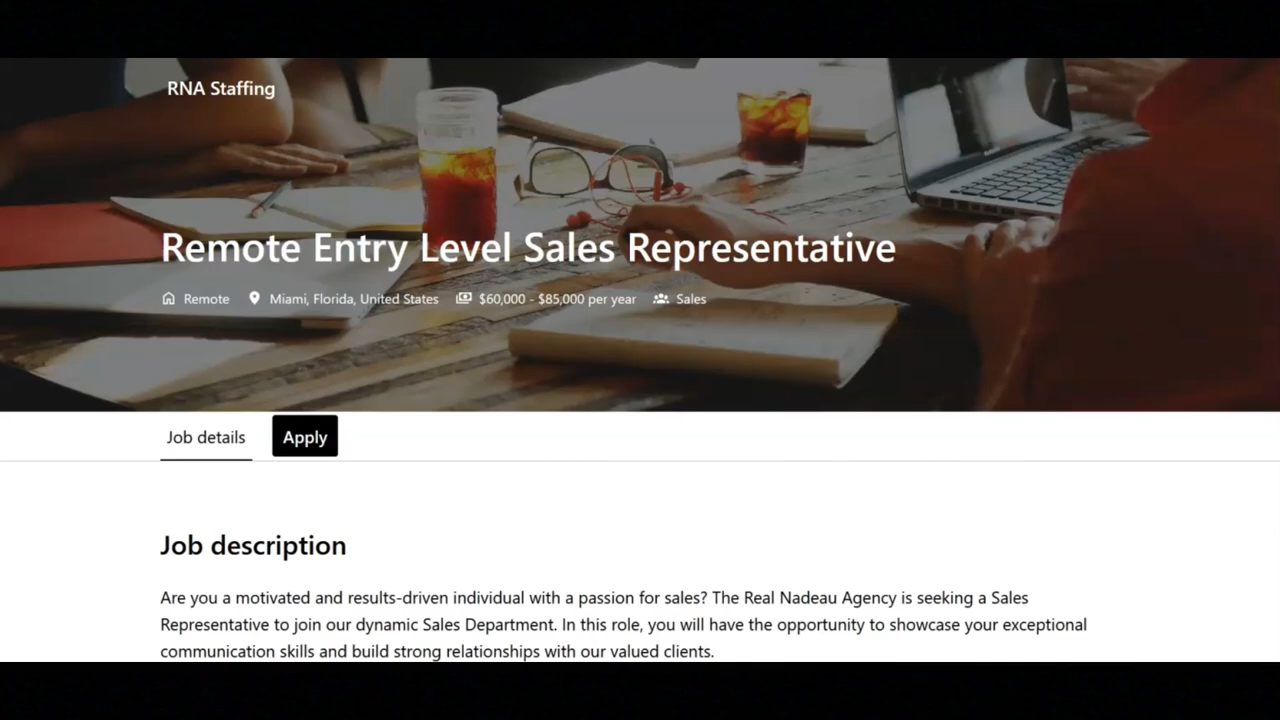 RNA Staffing
Remote Entry Level Sales Representative
Remote Miami, Florida, United States $60,000 - $85,000 per year Sales
Job details Apply
Job description
Are you a motivated and results-driven individual with a passion for sales? The Real Nadeau Agency is seeking a Sales
Representative to join our dynamic Sales Department. In this role, you will have the opportunity to showcase your exceptional
communication skills and build strong relationships with our valued clients.